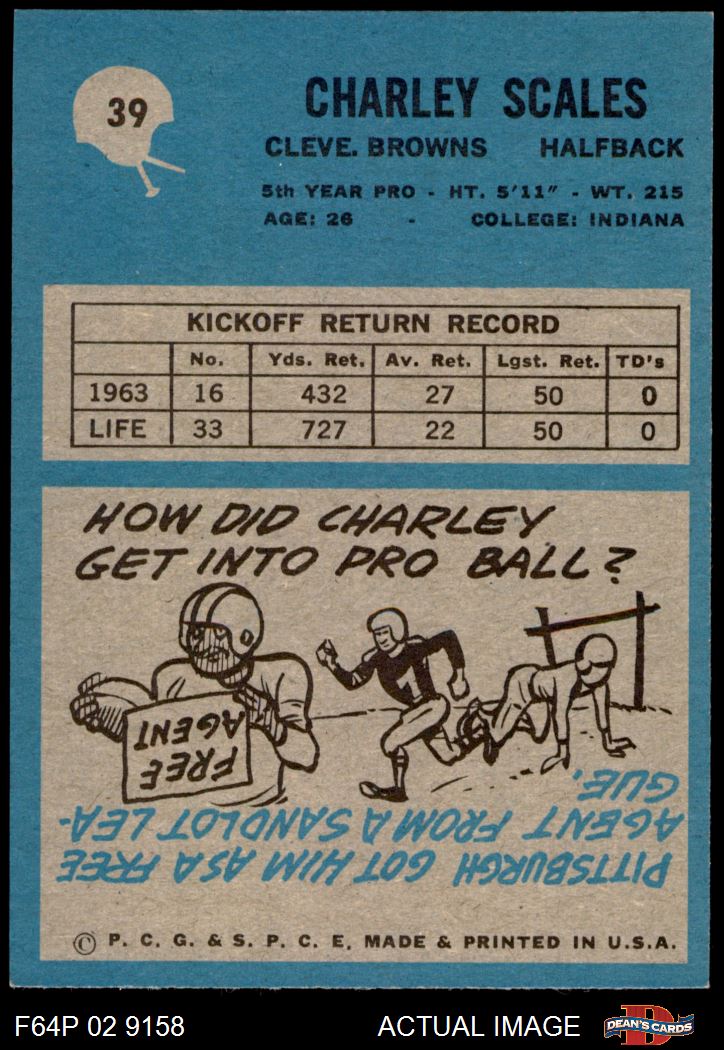 39
CHARLEY SCALES
CLEVE. BROWNS HALFBACK
5th YEAR PRO - HT. 5'11" - WT. 215
AGE: 26 - COLLEGE: INDIANA
KICKOFF RETURN RECORD
No. Yds. Ret. Av. Ret. Lgst. Ret. TD's
1963 16 432 27 50 0
LIFE 33 727 22 50 0
HOW DID CHARLEY
GET INTO PRO BALL?
FREE
AGENT
PITTSBURGH GOT HIM AS A FREE
AGENT FROM A SANDLOT LEA-
GUE.
© P. C. G. & S. P. C. E. MADE & PRINTED IN U.S.A.
F64P 02 9158 ACTUAL IMAGE
D
DEAN'S CARDS